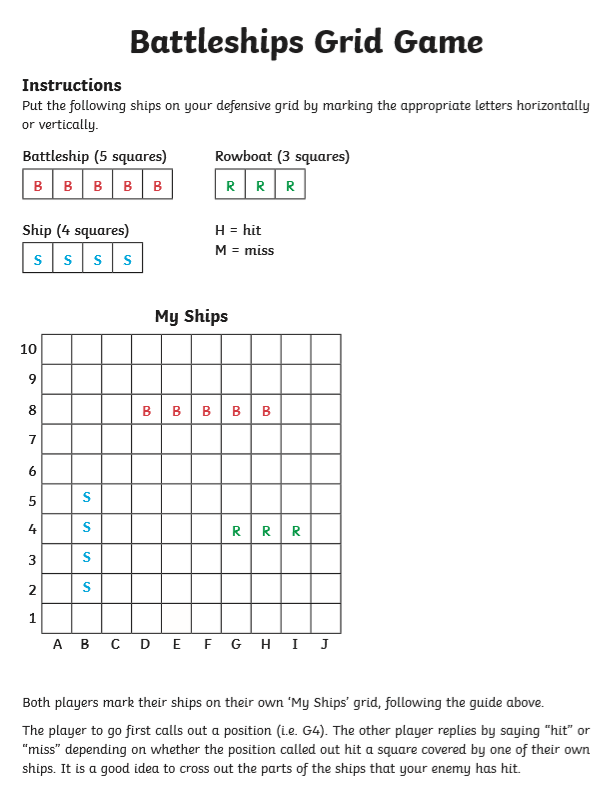 Battleships Grid Game
Instructions
Put the following ships on your defensive grid by marking the appropriate letters horizontally
or vertically.
Battleship (5 squares)
B B B B B
Rowboat (3 squares)
R R R
Ship (4 squares)
S S S S
H = hit
M = miss
My Ships
10
9
8 B B B B B
7
6
5 S
4 S R R R
3 S
2 S
1
A B C D E F G H I J
Both players mark their ships on their own ‘My Ships’ grid, following the guide above.
The player to go first calls out a position (i.e. G4). The other player replies by saying “hit” or
“miss” depending on whether the position called out hit a square covered by one of their own
ships. It is a good idea to cross out the parts of the ships that your enemy has hit.